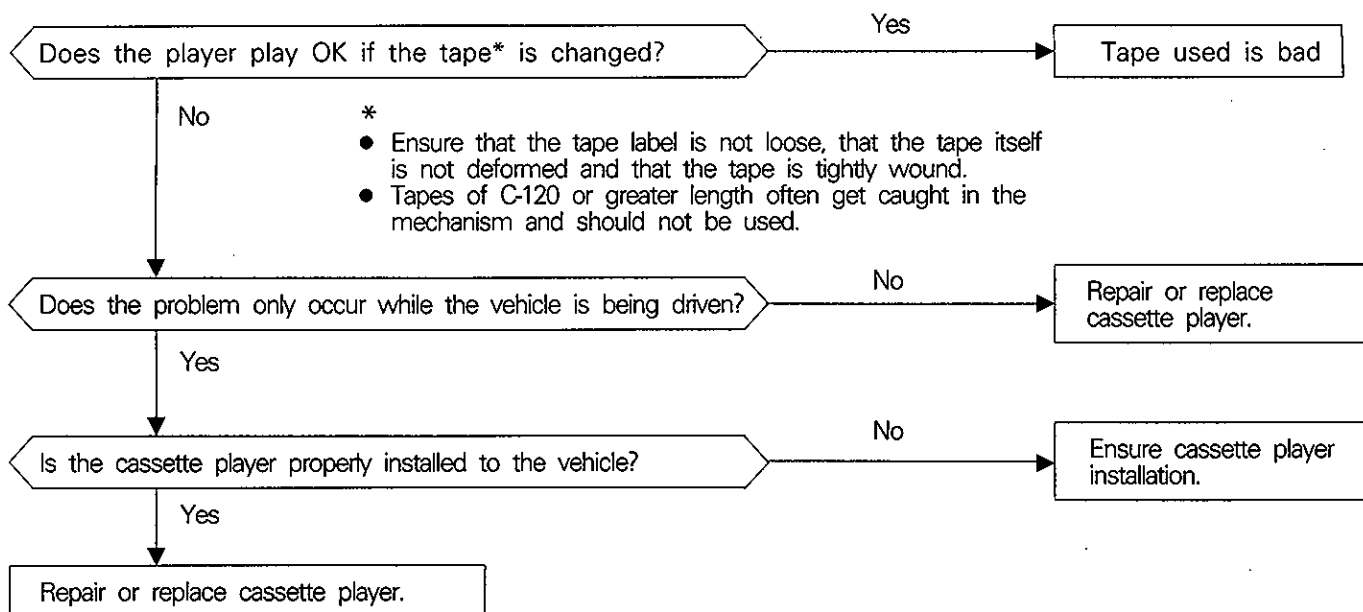 Does the player play OK if the tape* is changed?
Yes
Tape used is bad
No
*
● Ensure that the tape label is not loose, that the tape itself
is not deformed and that the tape is tightly wound.
● Tapes of C-120 or greater length often get caught in the
mechanism and should not be used.
Does the problem only occur while the vehicle is being driven?
No
Repair or replace
cassette player.
Yes
Is the cassette player properly installed to the vehicle?
No
Ensure cassette player
installation.
Yes
Repair or replace cassette player.